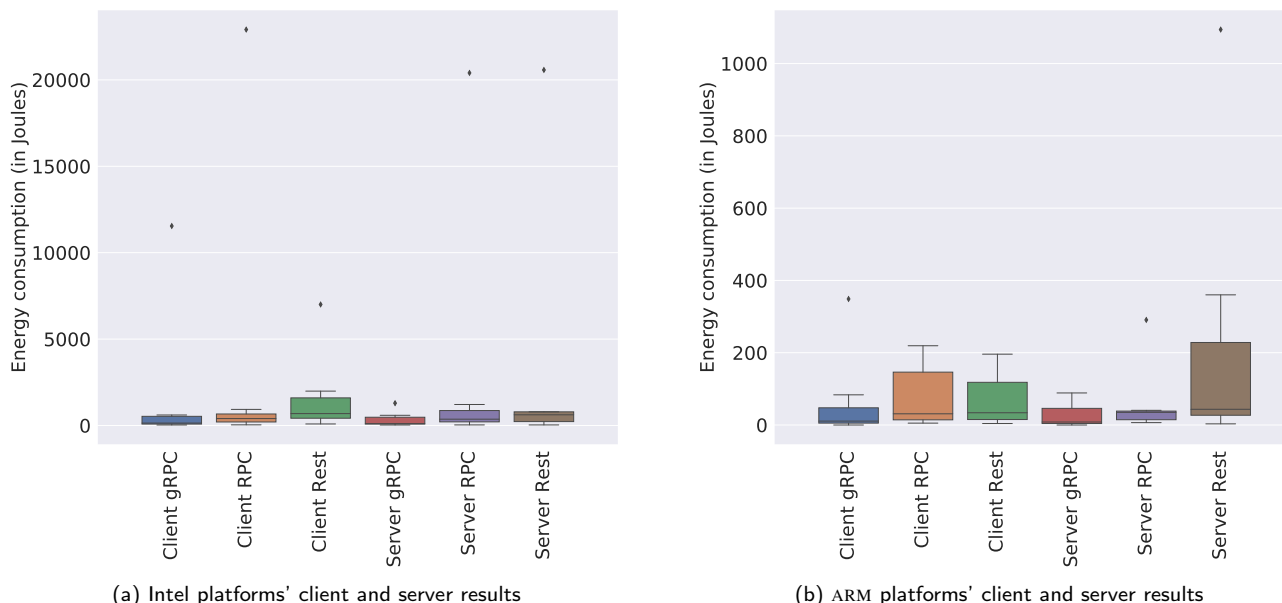 Energy consumption (in Joules)
20000
15000
10000
5000
0
Client gRPC
Client RPC
Client Rest
Server gRPC
Server RPC
Server Rest
(a) Intel platforms' client and server results
Energy consumption (in Joules)
1000
800
600
400
200
0
Client gRPC
Client RPC
Client Rest
Server gRPC
Server RPC
Server Rest
(b) ARM platforms' client and server results